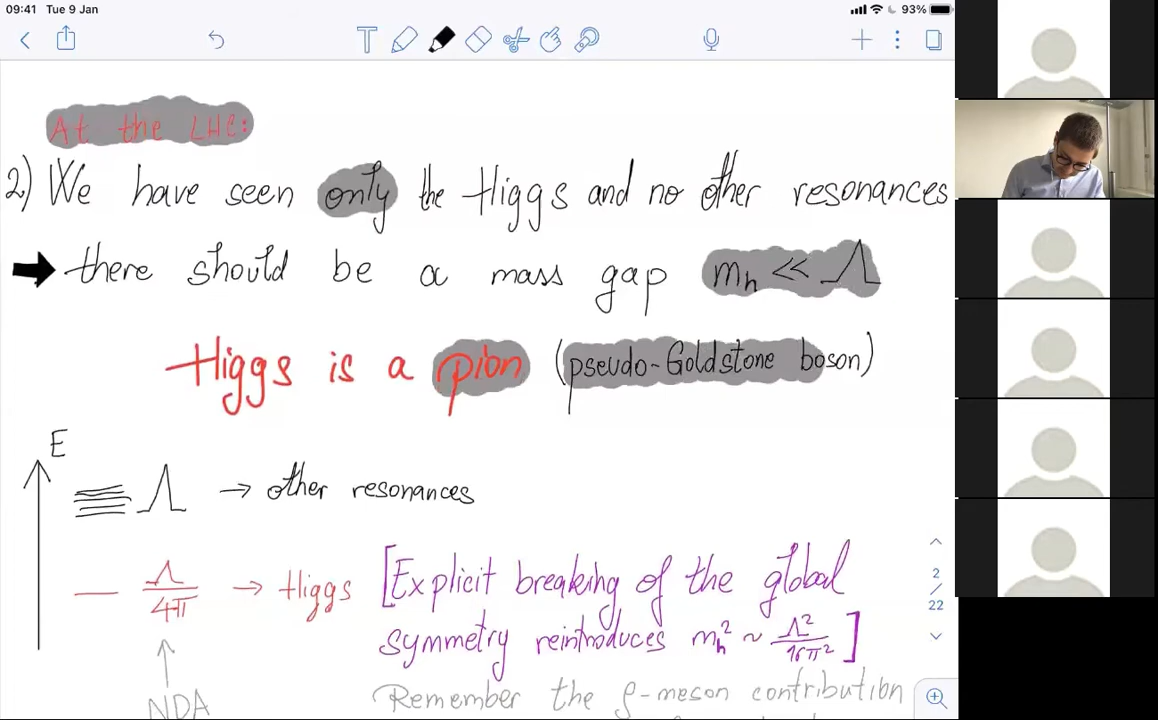 09:41 Tue 9 Jan
93%
At the LHC:
2) We have seen only the Higgs and no other resonances
→ there should be a mass gap mₕ ≪ Λ
Higgs is a pion (pseudo-Goldstone boson)
E
Λ → other resonances
Λ/4π → Higgs [Explicit breaking of the global
symmetry reintroduces mₕ² ~ Λ²/16π² ]
NDA
Remember the ρ-meson contribution
2
/
22